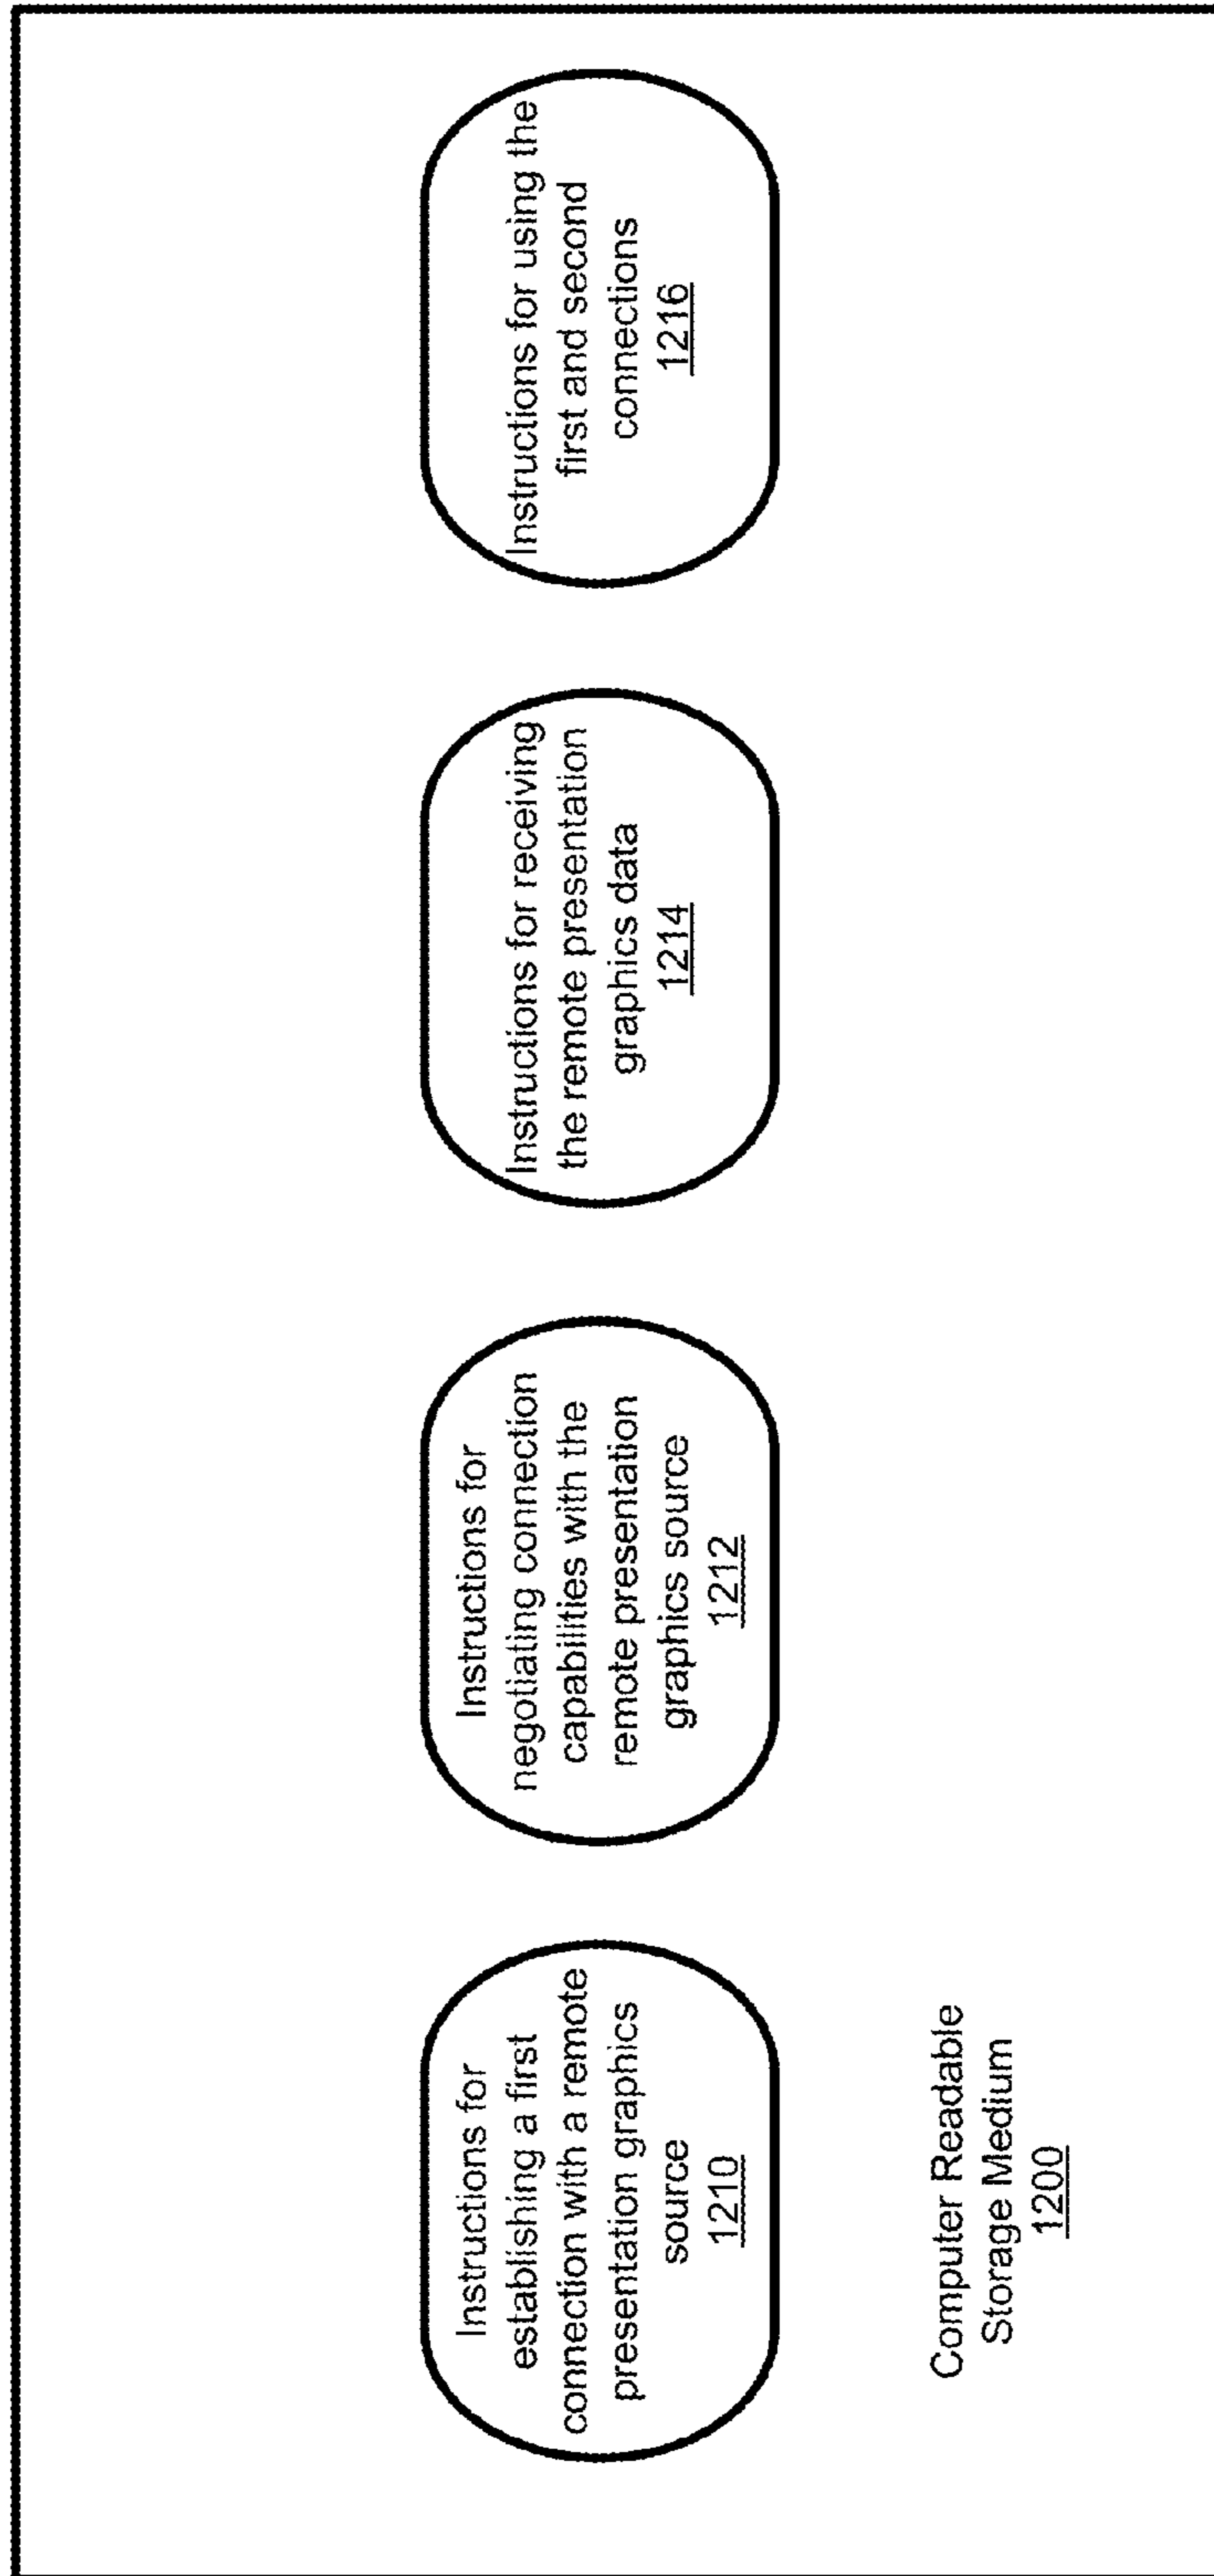 Instructions for
establishing a first
connection with a remote
presentation graphics
source
1210
Instructions for
negotiating connection
capabilities with the
remote presentation
graphics source
1212
Instructions for receiving
the remote presentation
graphics data
1214
Instructions for using the
first and second
connections
1216
Computer Readable
Storage Medium
1200